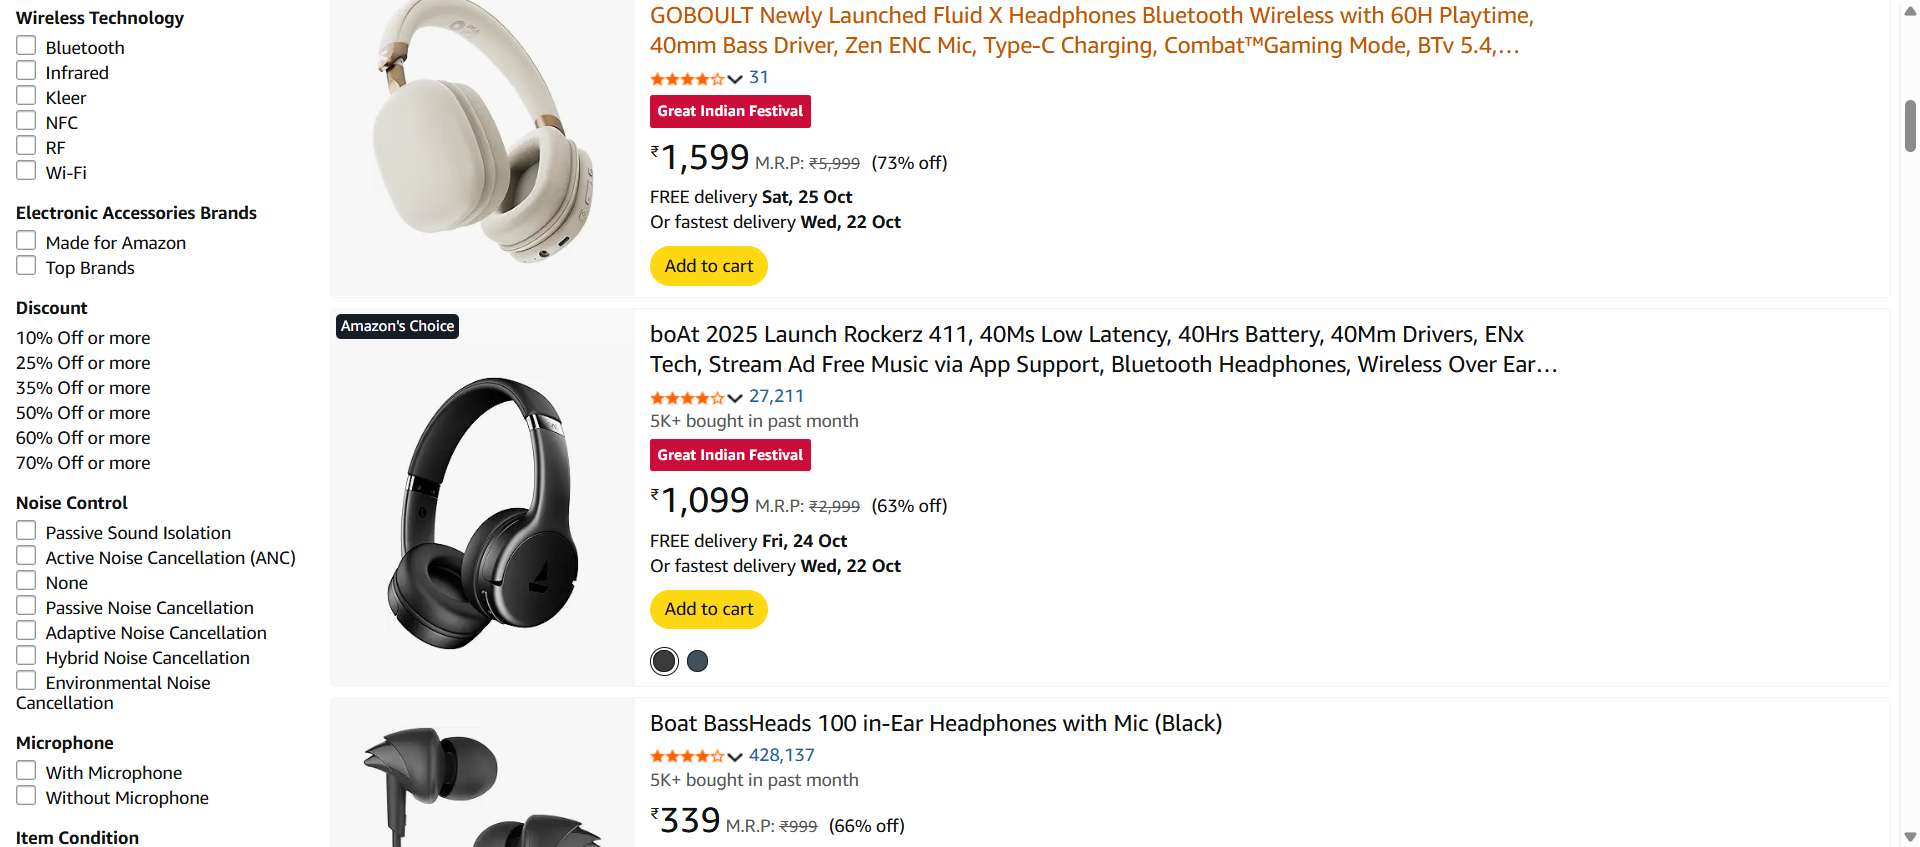 Wireless Technology
Bluetooth
Infrared
Kleer
NFC
RF
Wi-Fi
Electronic Accessories Brands
Made for Amazon
Top Brands
Discount
10% Off or more
25% Off or more
35% Off or more
50% Off or more
60% Off or more
70% Off or more
Noise Control
Passive Sound Isolation
Active Noise Cancellation (ANC)
None
Passive Noise Cancellation
Adaptive Noise Cancellation
Hybrid Noise Cancellation
Environmental Noise
Cancellation
Microphone
With Microphone
Without Microphone
Item Condition
GOBOULT Newly Launched Fluid X Headphones Bluetooth Wireless with 60H Playtime,
40mm Bass Driver, Zen ENC Mic, Type-C Charging, Combat™Gaming Mode, BTv 5.4,…
31
Great Indian Festival
₹1,599 M.R.P: ₹5,999 (73% off)
FREE delivery Sat, 25 Oct
Or fastest delivery Wed, 22 Oct
Add to cart
Amazon's Choice
boAt 2025 Launch Rockerz 411, 40Ms Low Latency, 40Hrs Battery, 40Mm Drivers, ENx
Tech, Stream Ad Free Music via App Support, Bluetooth Headphones, Wireless Over Ear…
27,211
5K+ bought in past month
Great Indian Festival
₹1,099 M.R.P: ₹2,999 (63% off)
FREE delivery Fri, 24 Oct
Or fastest delivery Wed, 22 Oct
Add to cart
Boat BassHeads 100 in-Ear Headphones with Mic (Black)
428,137
5K+ bought in past month
₹339 M.R.P: ₹999 (66% off)